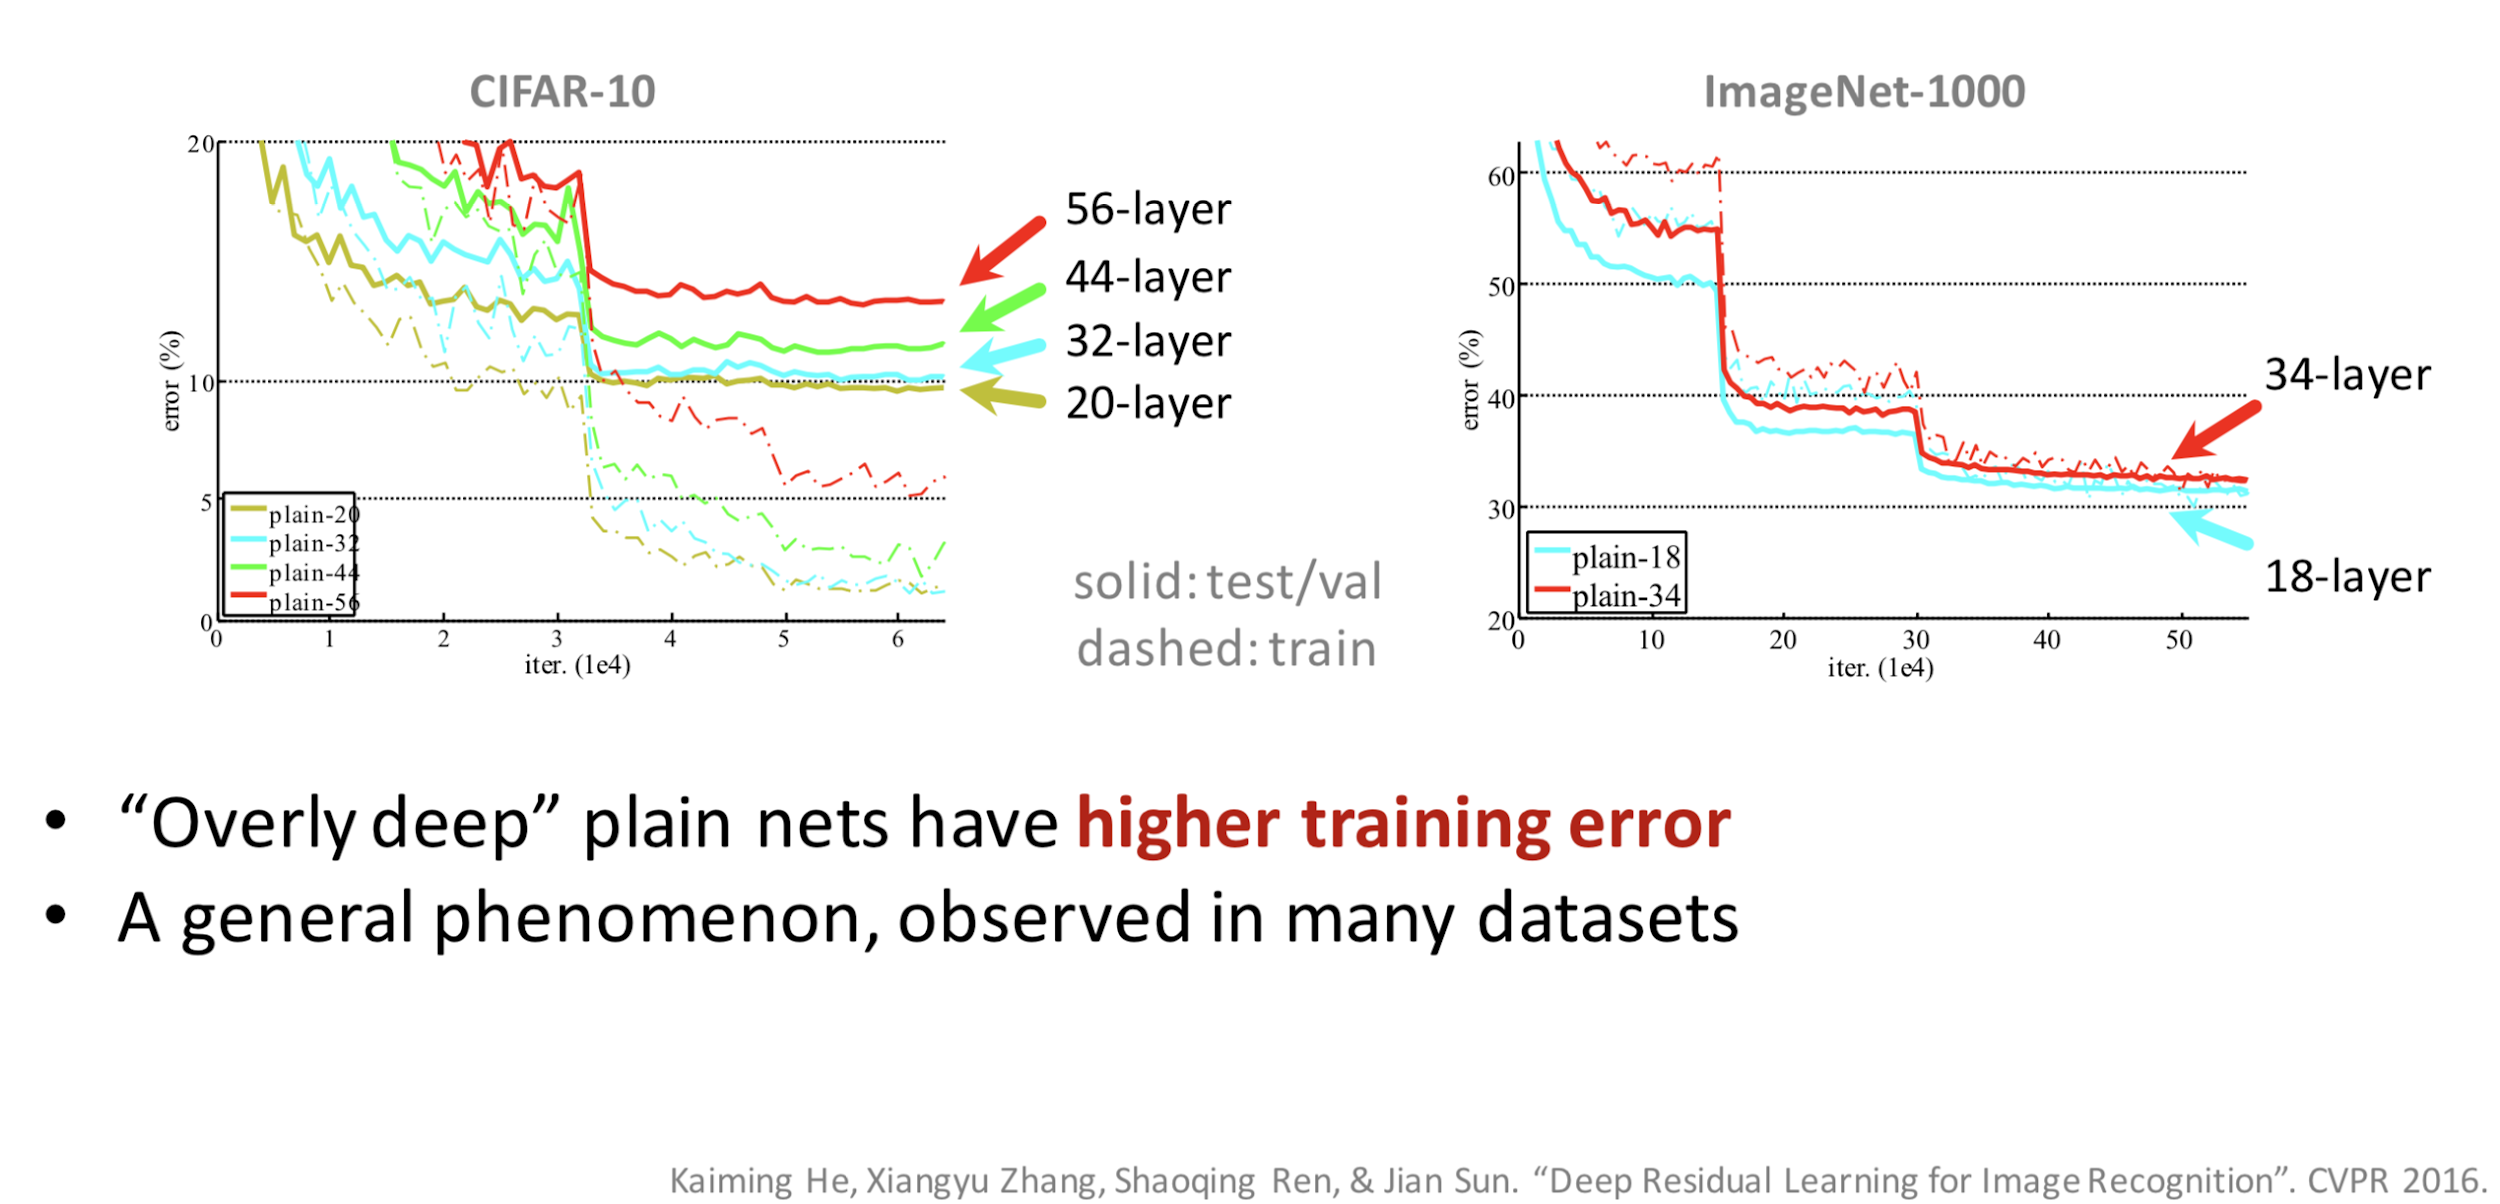 CIFAR-10
20
10
5
0
error (%)
plain-20
plain-32
plain-44
plain-56
0 1 2 3 4 5 6
iter. (1e4)
56-layer
44-layer
32-layer
20-layer
solid: test/val
dashed: train
ImageNet-1000
60
50
40
30
20
error (%)
plain-18
plain-34
0 10 20 30 40 50
iter. (1e4)
34-layer
18-layer
• “Overly deep” plain nets have higher training error
• A general phenomenon, observed in many datasets
Kaiming He, Xiangyu Zhang, Shaoqing Ren, & Jian Sun. “Deep Residual Learning for Image Recognition”. CVPR 2016.